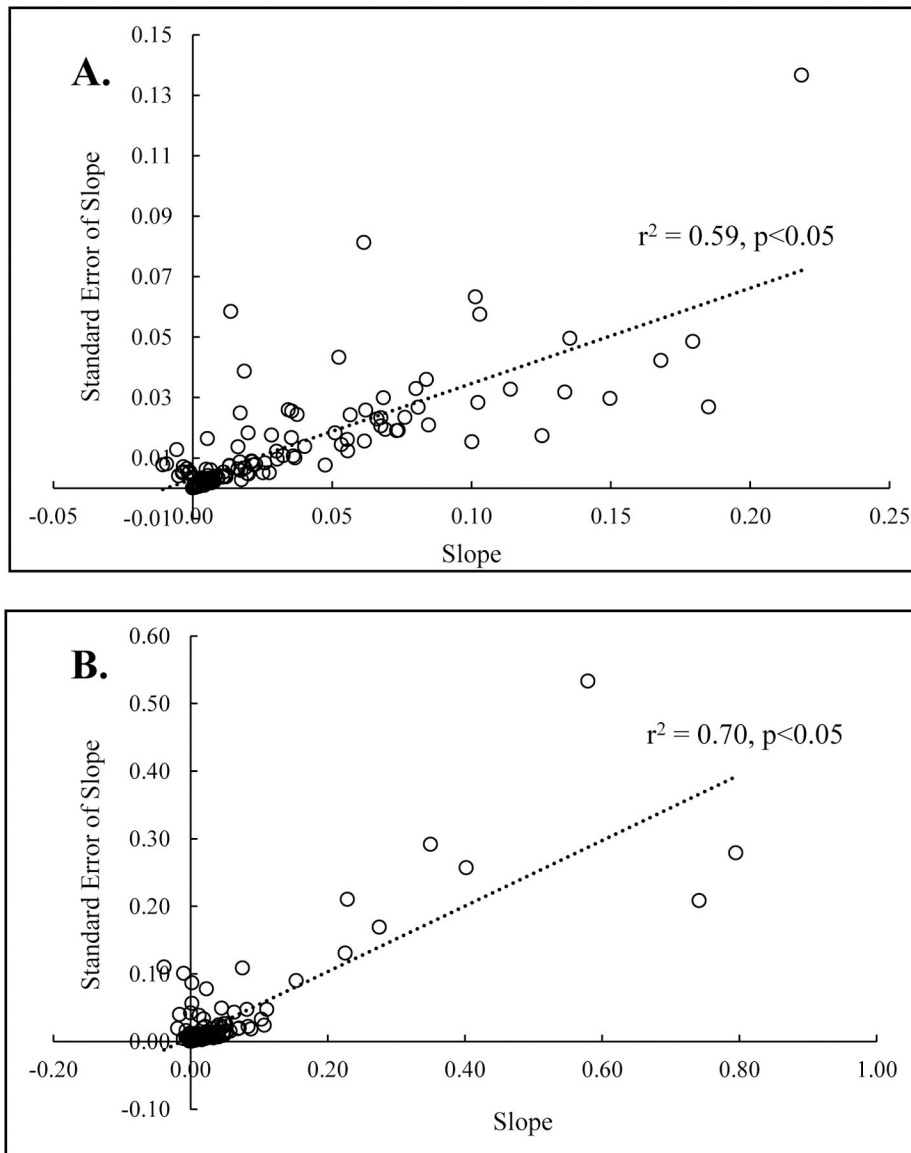 A.
0.15
0.13
0.11
0.09
0.07
0.05
0.03
0.01
-0.01
Standard Error of Slope
r² = 0.59, p<0.05
-0.05 0.00 0.05 0.10 0.15 0.20 0.25
Slope
B.
0.60
0.50
0.40
0.30
0.20
0.10
0.00
-0.10
Standard Error of Slope
r² = 0.70, p<0.05
-0.20 0.00 0.20 0.40 0.60 0.80 1.00
Slope